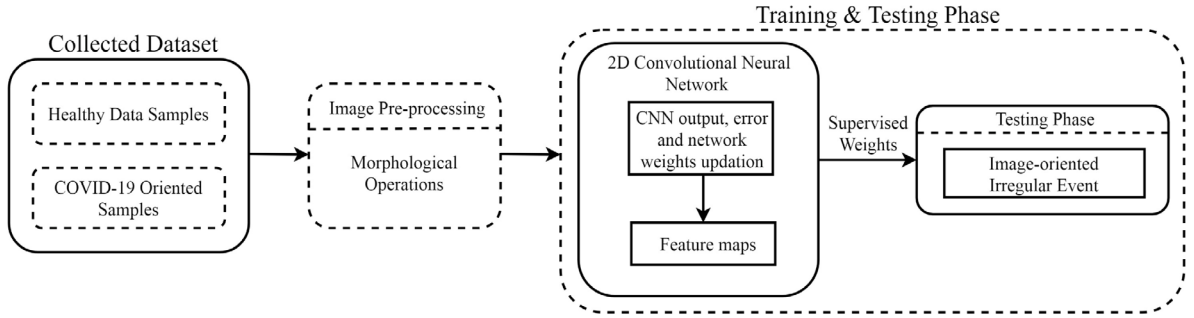 Collected Dataset
Healthy Data Samples
COVID-19 Oriented
Samples
Image Pre-processing
Morphological
Operations
Training & Testing Phase
2D Convolutional Neural
Network
CNN output, error
and network
weights updation
Feature maps
Supervised
Weights
Testing Phase
Image-oriented
Irregular Event